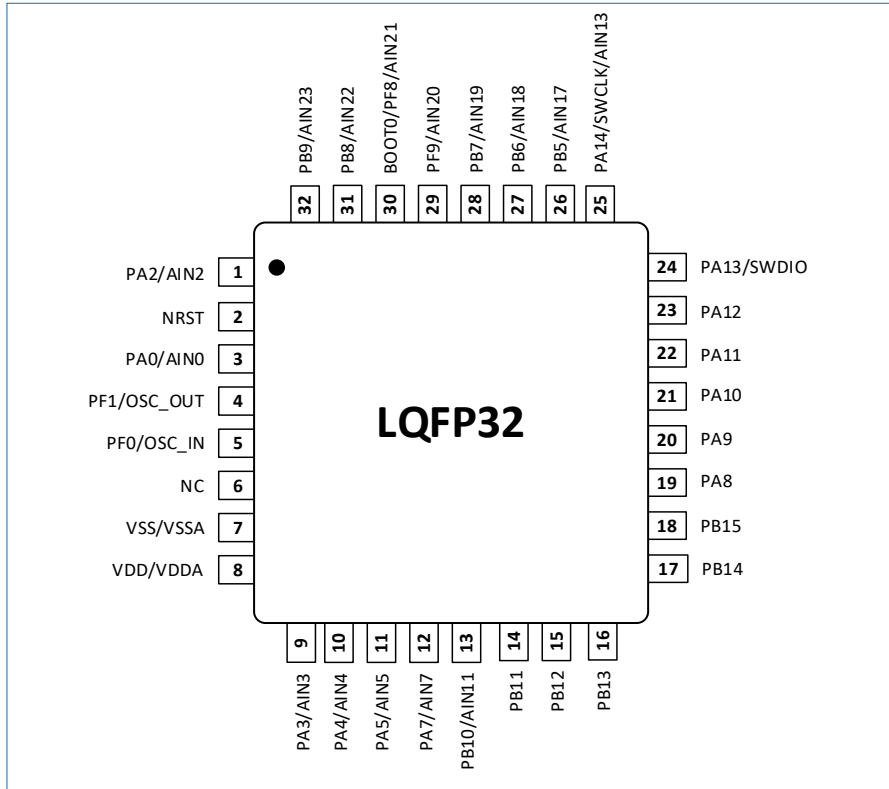 PB9/AIN23
PB8/AIN22
BOOT0/PF8/AIN21
PF9/AIN20
PB7/AIN19
PB6/AIN18
PB5/AIN17
PA14/SWCLK/AIN13
32
31
30
29
28
27
26
25
PA2/AIN2 1
NRST 2
PA0/AIN0 3
PF1/OSC_OUT 4
PF0/OSC_IN 5
NC 6
VSS/VSSA 7
VDD/VDDA 8
LQFP32
24 PA13/SWDIO
23 PA12
22 PA11
21 PA10
20 PA9
19 PA8
18 PB15
17 PB14
9
10
11
12
13
14
15
16
PA3/AIN3
PA4/AIN4
PA5/AIN5
PA7/AIN7
PB10/AIN11
PB11
PB12
PB13